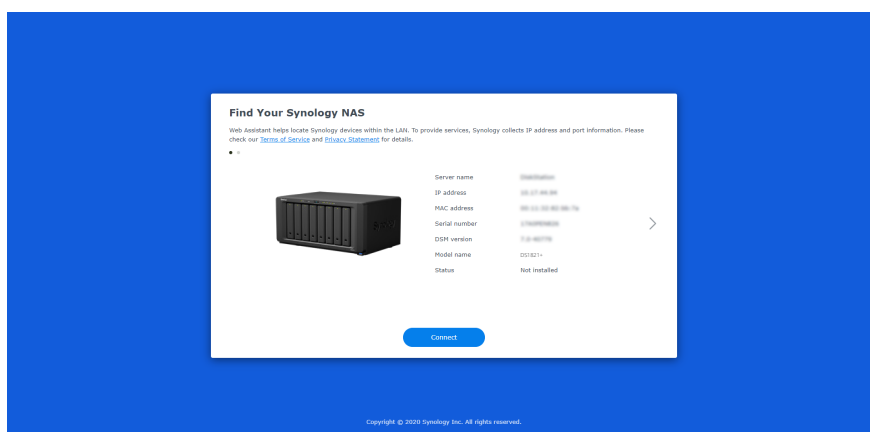 Find Your Synology NAS
Web Assistant helps locate Synology devices within the LAN. To provide services, Synology collects IP address and port information. Please
check our Terms of Service and Privacy Statement for details.
Server name
IP address
MAC address
Serial number
DSM version
Model name DS1821+
Status Not installed
Connect
Copyright © 2020 Synology Inc. All rights reserved.